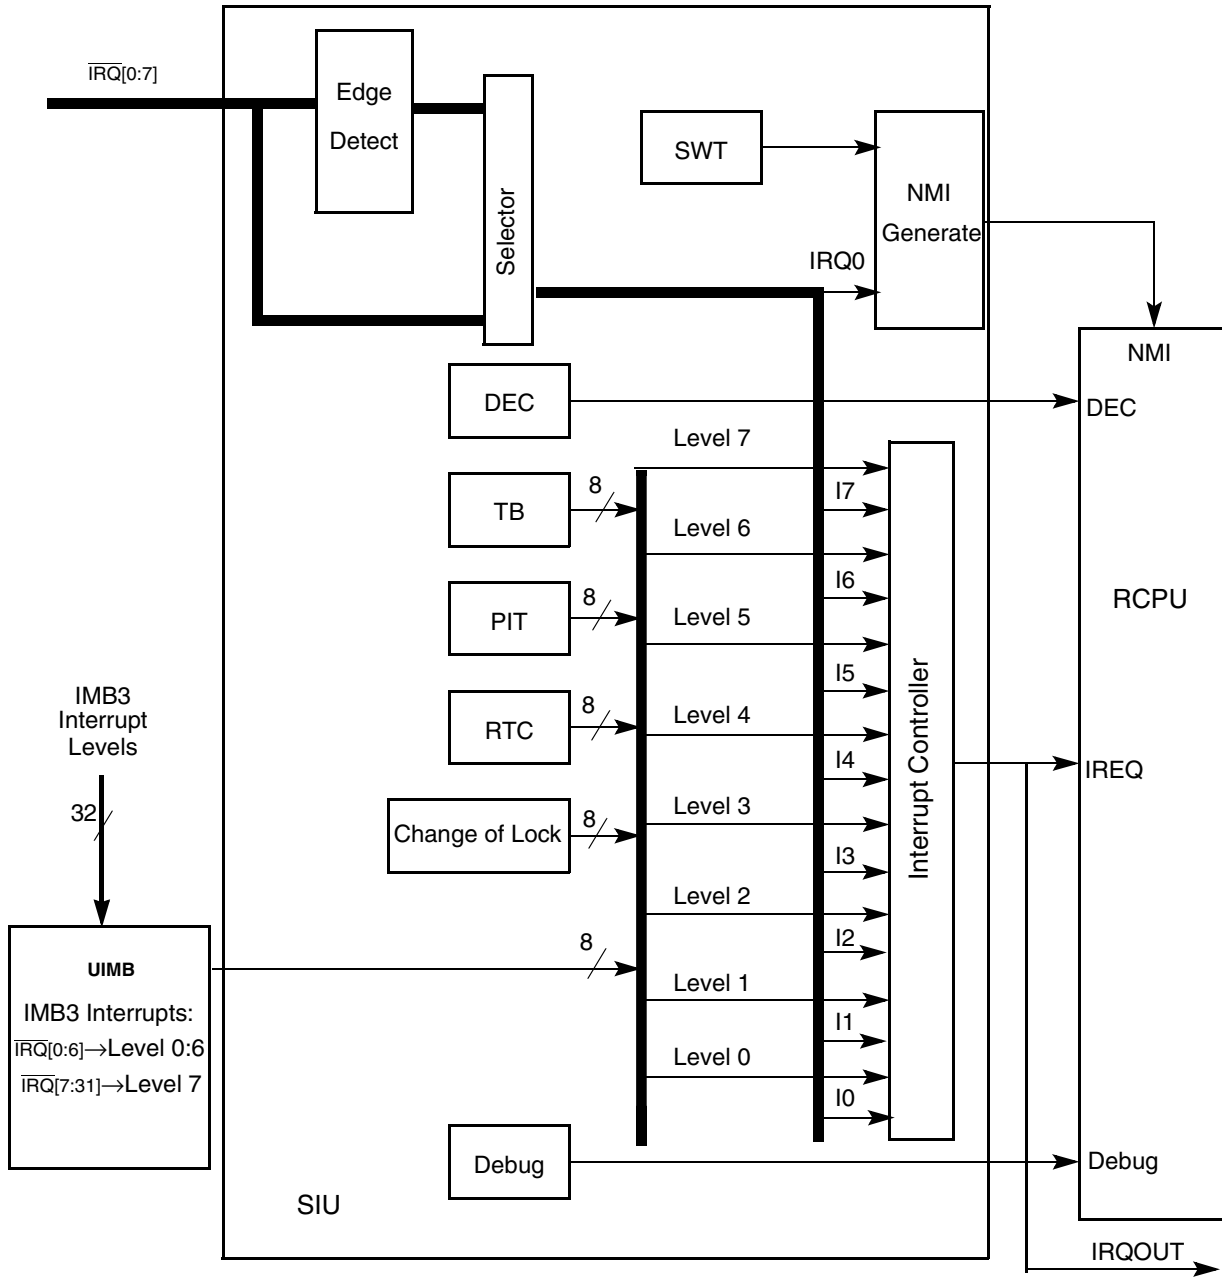 IRQ[0:7]
Edge
Detect
Selector
SWT
NMI
Generate
IRQ0
NMI
DEC
DEC
Level 7
8
I7
TB
Level 6
8
I6
PIT
Level 5
RCPU
I5
IMB3
Interrupt
Levels
8
RTC
Level 4
Interrupt Controller
I4
IREQ
32
8
Change of Lock
Level 3
I3
Level 2
8
I2
UIMB
IMB3 Interrupts:
IRQ[0:6]→Level 0:6
IRQ[7:31]→Level 7
Level 1
I1
Level 0
I0
Debug
Debug
SIU
IRQOUT